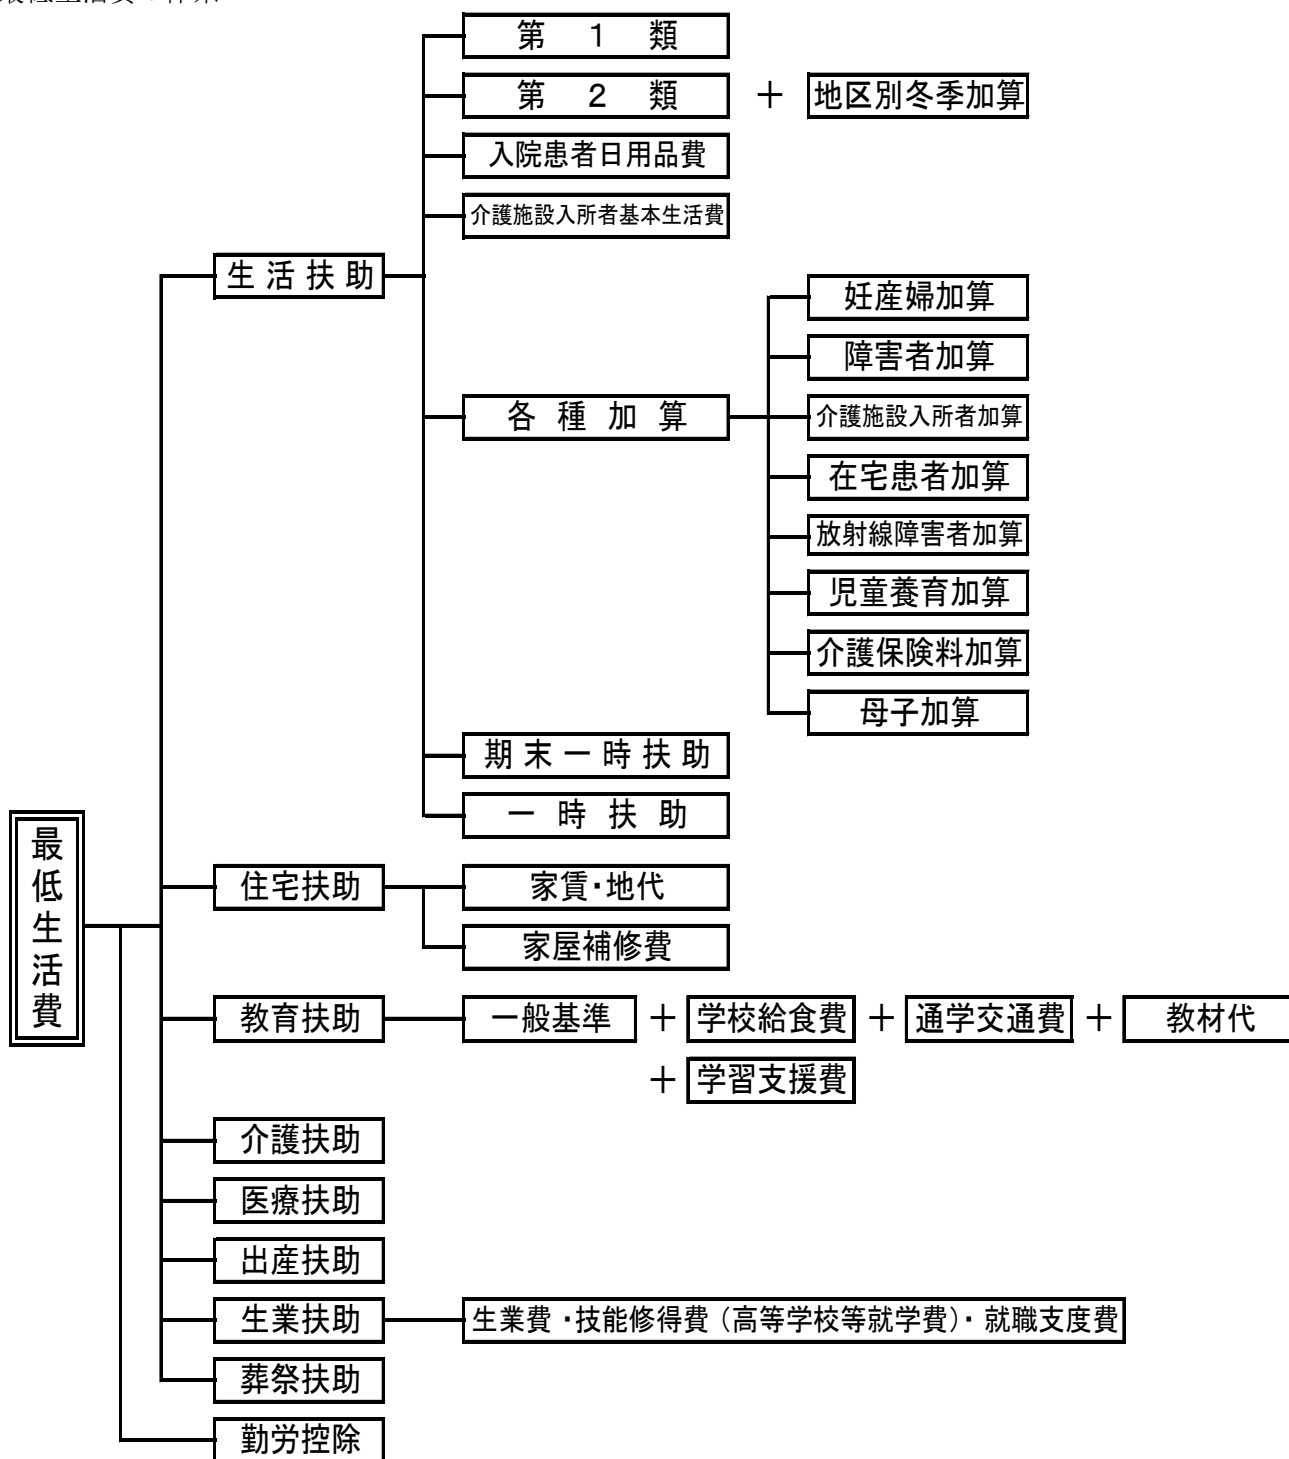 第 1 類
第 2 類 + 地区別冬季加算
入院患者日用品費
介護施設入所者基本生活費
生活扶助
妊産婦加算
障害者加算
各種加算
介護施設入所者加算
在宅患者加算
放射線障害者加算
児童養育加算
介護保険料加算
母子加算
期末一時扶助
一時扶助
最低生活費
住宅扶助
家賃・地代
家屋補修費
教育扶助 一般基準 + 学校給食費 + 通学交通費 + 教材代
+ 学習支援費
介護扶助
医療扶助
出産扶助
生業扶助 生業費・技能修得費(高等学校等就学費)・就職支度費
葬祭扶助
勤労控除